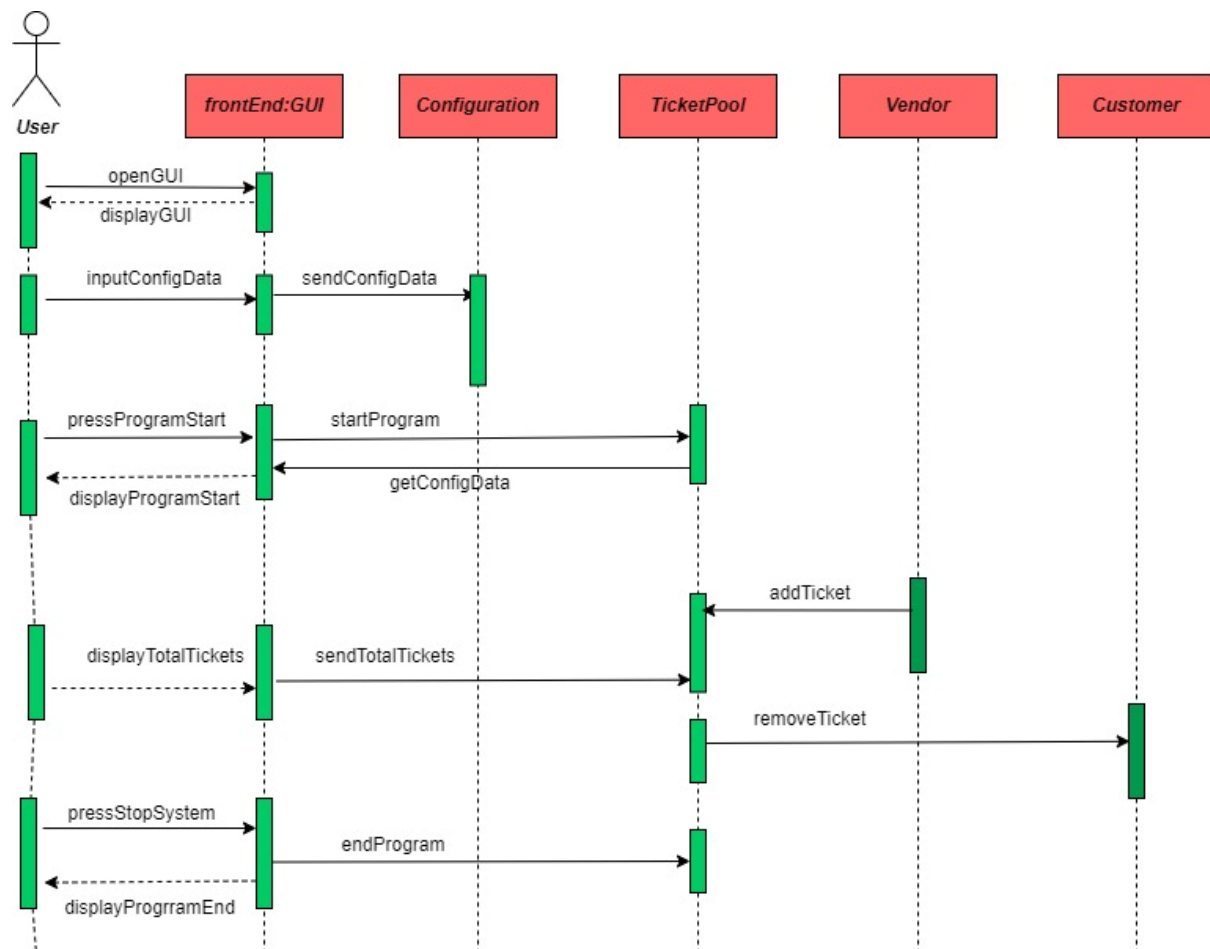 User
frontEnd:GUI
Configuration
TicketPool
Vendor
Customer
openGUI
displayGUI
inputConfigData
sendConfigData
pressProgramStart
startProgram
getConfigData
displayProgramStart
addTicket
displayTotalTickets
sendTotalTickets
removeTicket
pressStopSystem
endProgram
displayProgrramEnd